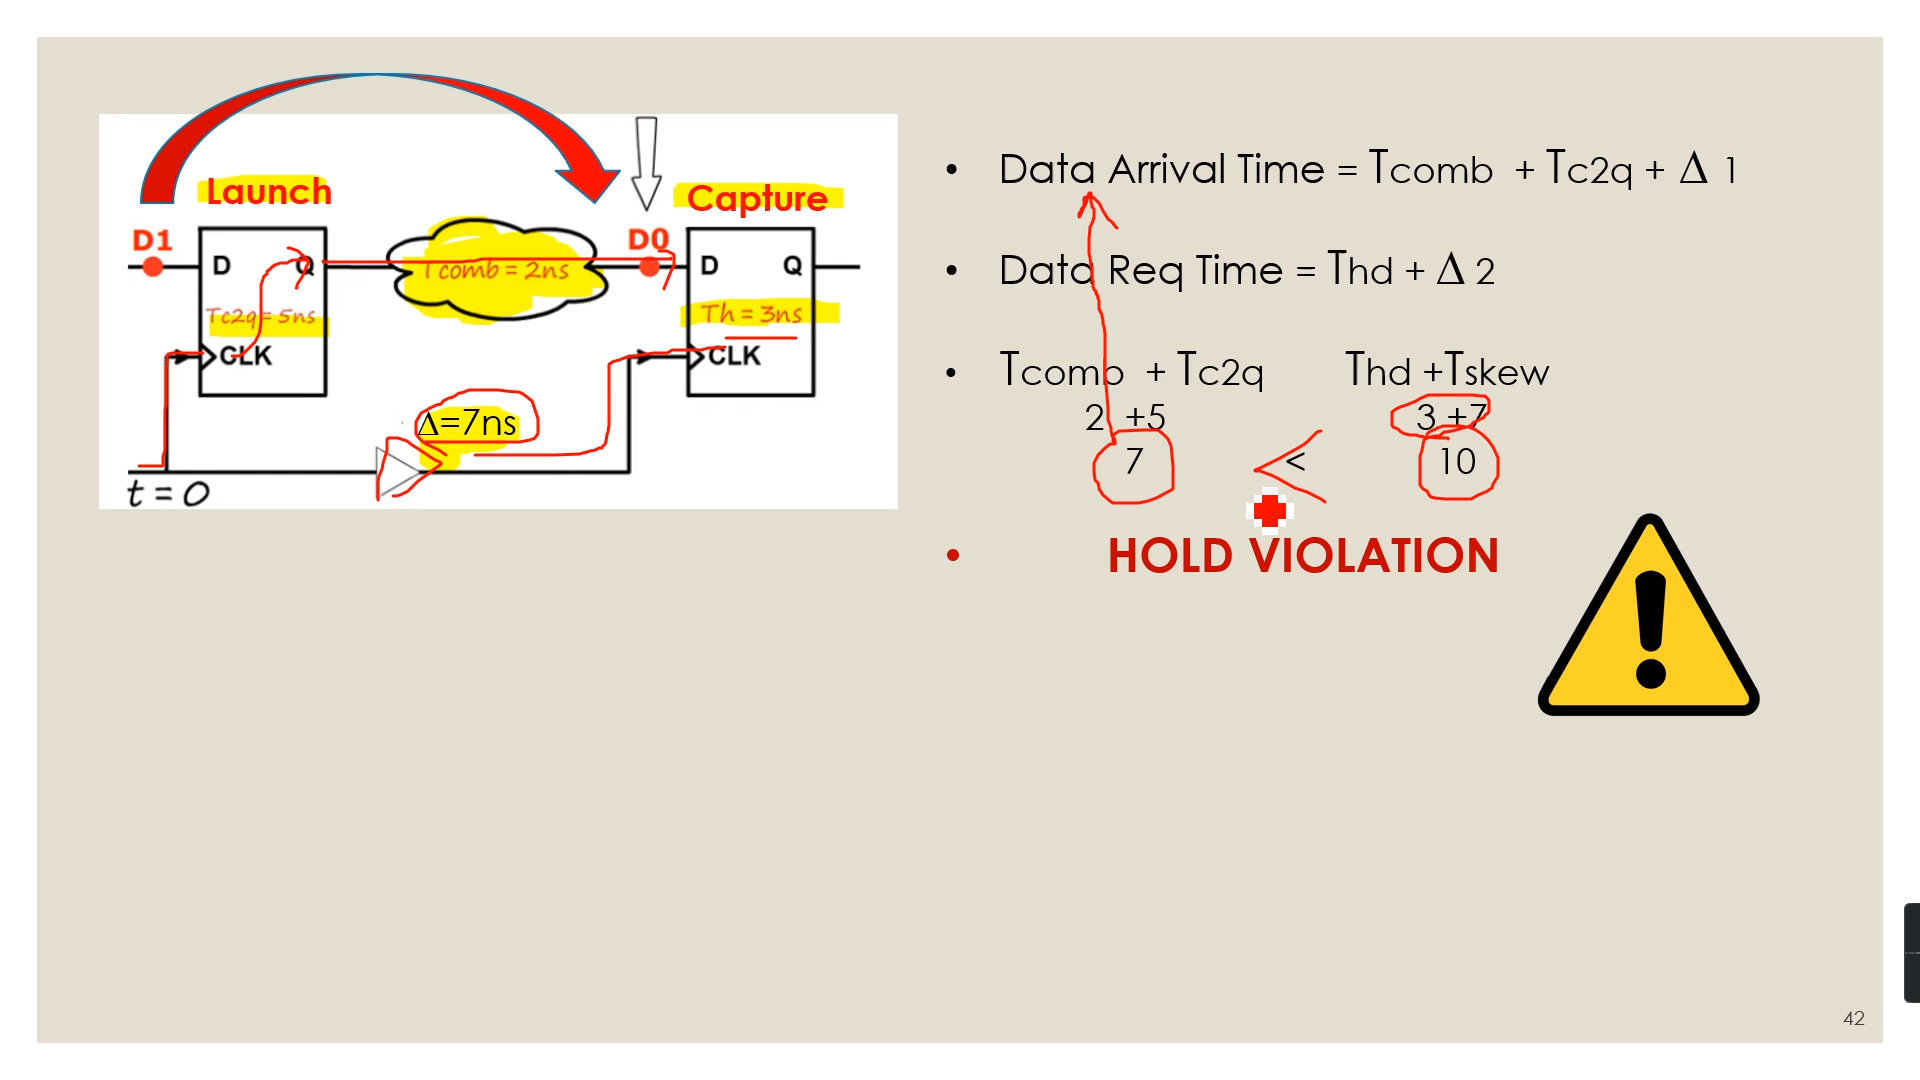 Launch
Capture
D1
D0
D
Q
Tcomb = 2ns
D
Q
Tc2q = 5ns
Th = 3ns
CLK
CLK
Δ=7ns
t = 0
• Data Arrival Time = Tcomb + Tc2q + Δ 1
• Data Req Time = Thd + Δ 2
• Tcomb + Tc2q Thd +Tskew
2 +5 3 +7
7 < 10
• HOLD VIOLATION
42